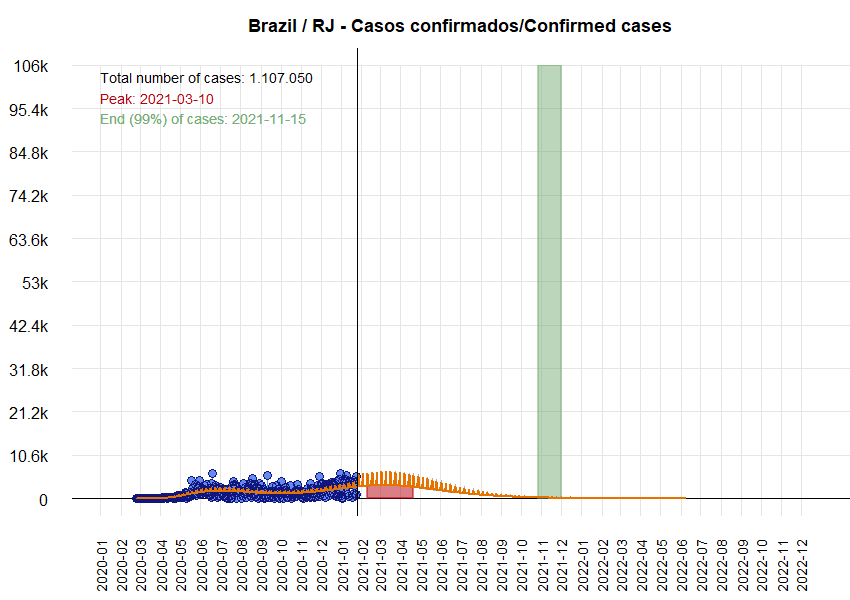 Brazil / RJ - Casos confirmados/Confirmed cases
106k
Total number of cases: 1.107.050
Peak: 2021-03-10
95.4k
End (99%) of cases: 2021-11-15
84.8k
74.2k
63.6k
53k
42.4k
31.8k
21.2k
10.6k
0
2020-01
2020-02
2020-03
2020-04
2020-05
2020-06
2020-07
2020-08
2020-09
2020-10
2020-11
2020-12
2021-01
2021-02
2021-03
2021-04
2021-05
2021-06
2021-07
2021-08
2021-09
2021-10
2021-11
2021-12
2022-01
2022-02
2022-03
2022-04
2022-05
2022-06
2022-07
2022-08
2022-09
2022-10
2022-11
2022-12